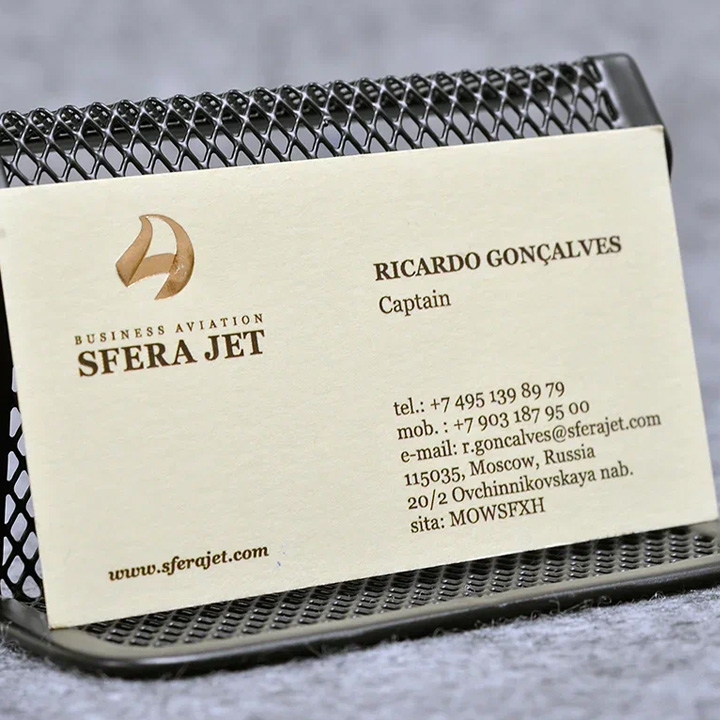 BUSINESS AVIATION
SFERA JET
RICARDO GONÇALVES
Captain
tel.: +7 495 139 89 79
mob. : +7 903 187 95 00
e-mail: r.goncalves@sferajet.com
115035, Moscow, Russia
20/2 Ovchinnikovskaya nab.
sita: MOWSFXH
www.sferajet.com